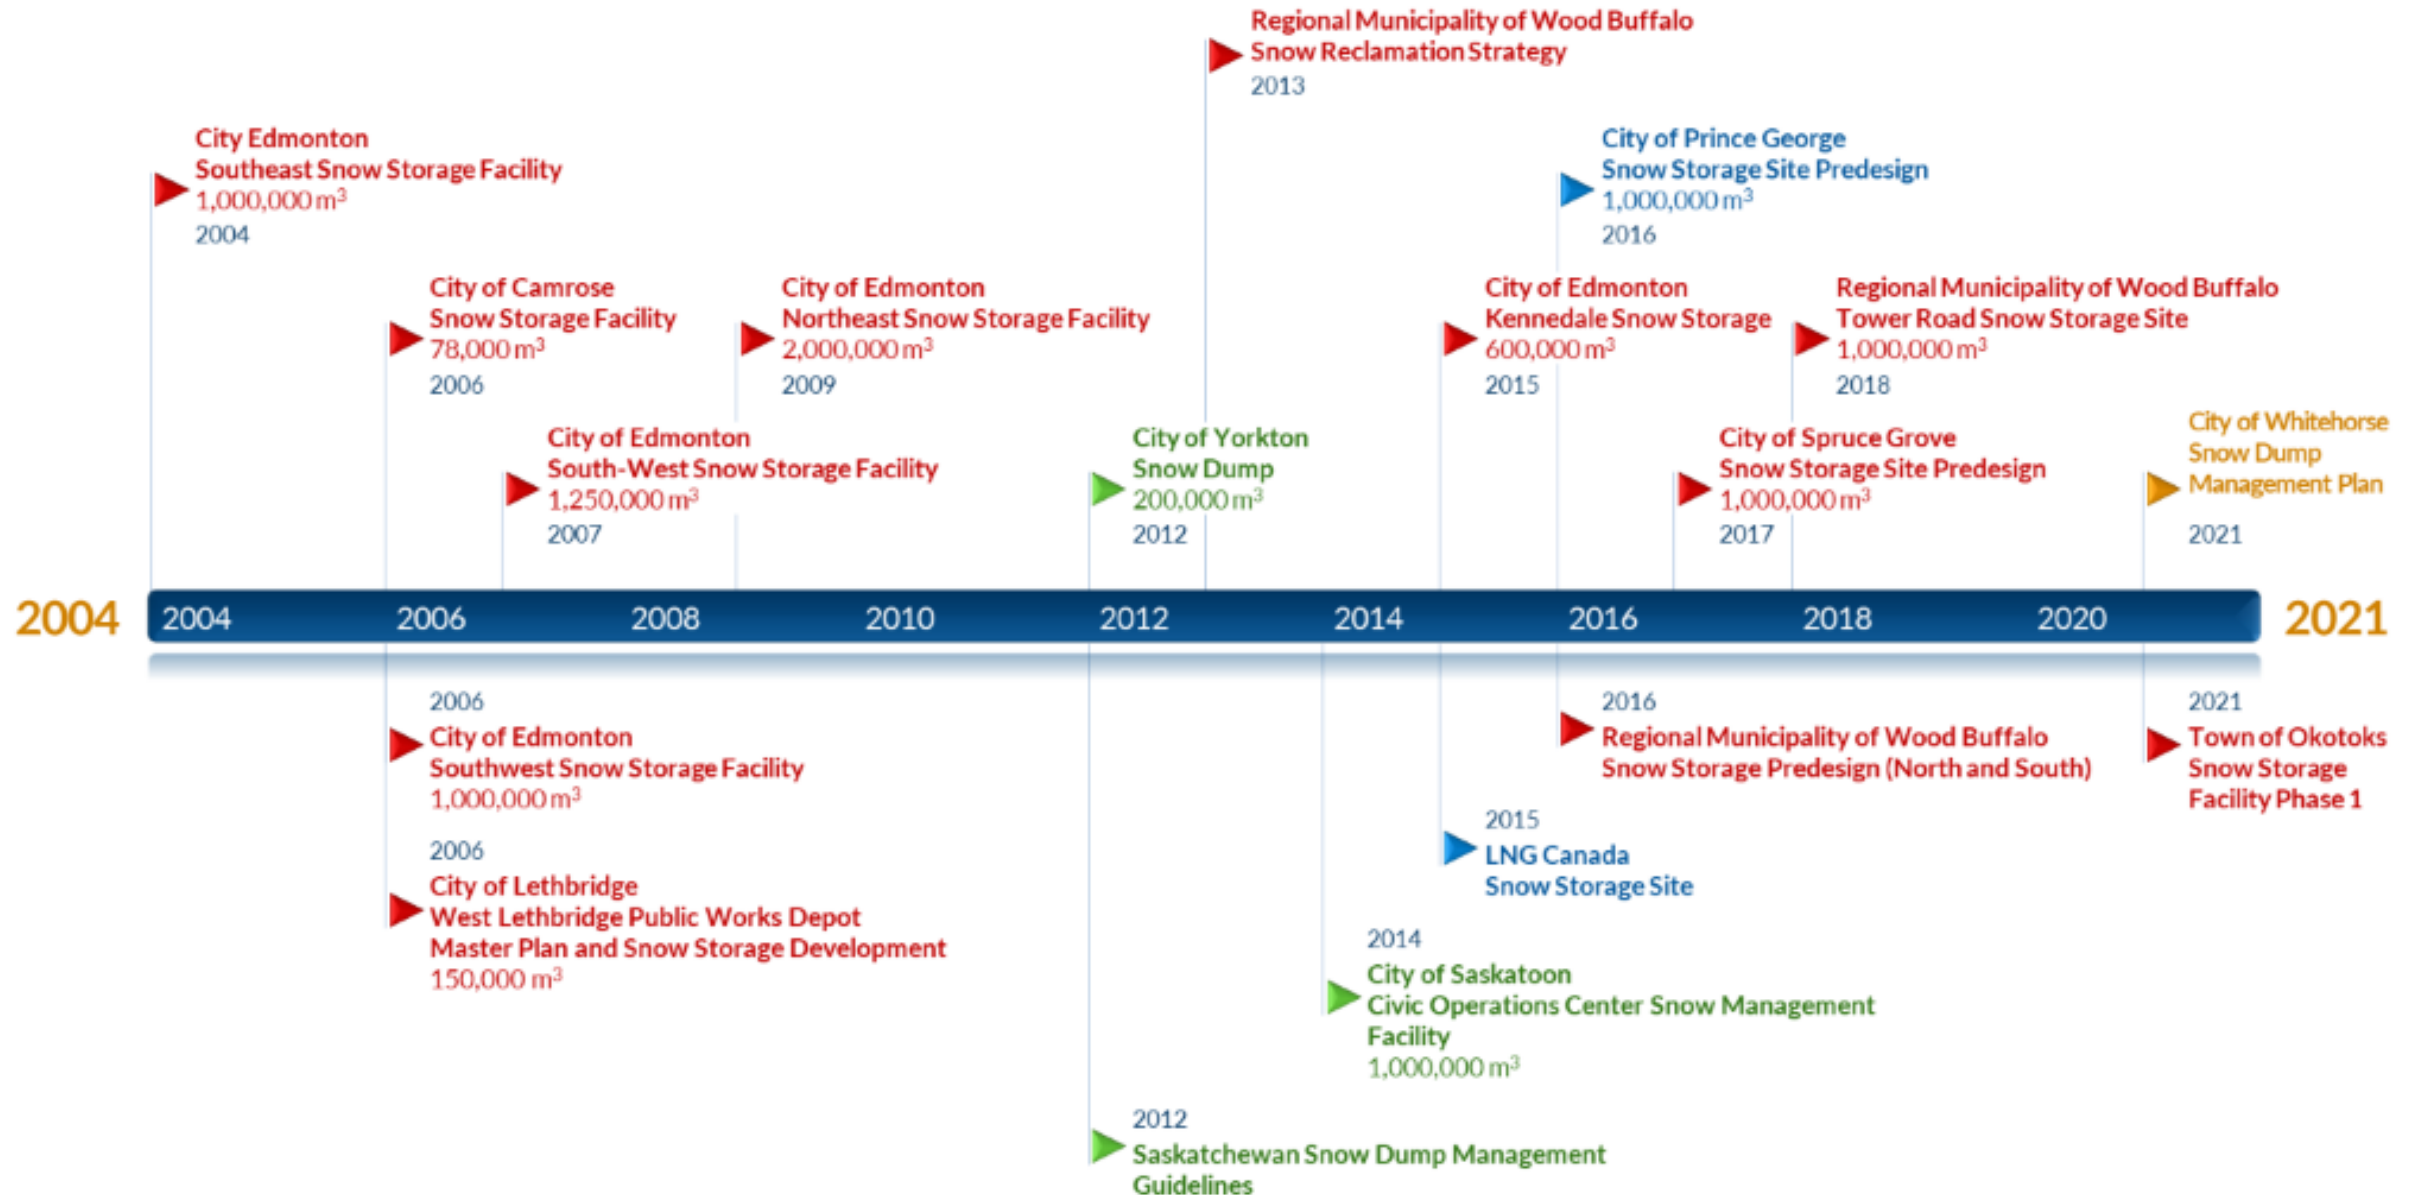 Regional Municipality of Wood Buffalo
Snow Reclamation Strategy
2013
City Edmonton
Southeast Snow Storage Facility
1,000,000 m³
2004
City of Prince George
Snow Storage Site Predesign
1,000,000 m³
2016
City of Camrose
Snow Storage Facility
78,000 m³
2006
City of Edmonton
Northeast Snow Storage Facility
2,000,000 m³
2009
City of Edmonton
Kennedale Snow Storage
600,000 m³
2015
Regional Municipality of Wood Buffalo
Tower Road Snow Storage Site
1,000,000 m³
2018
City of Edmonton
South-West Snow Storage Facility
1,250,000 m³
2007
City of Yorkton
Snow Dump
200,000 m³
2012
City of Spruce Grove
Snow Storage Site Predesign
1,000,000 m³
2017
City of Whitehorse
Snow Dump
Management Plan
2021
2004 2004 2006 2008 2010 2012 2014 2016 2018 2020 2021
2006
City of Edmonton
Southwest Snow Storage Facility
1,000,000 m³
2016
Regional Municipality of Wood Buffalo
Snow Storage Predesign (North and South)
2021
Town of Okotoks
Snow Storage
Facility Phase 1
2006
City of Lethbridge
West Lethbridge Public Works Depot
Master Plan and Snow Storage Development
150,000 m³
2015
LNG Canada
Snow Storage Site
2014
City of Saskatoon
Civic Operations Center Snow Management
Facility
1,000,000 m³
2012
Saskatchewan Snow Dump Management
Guidelines